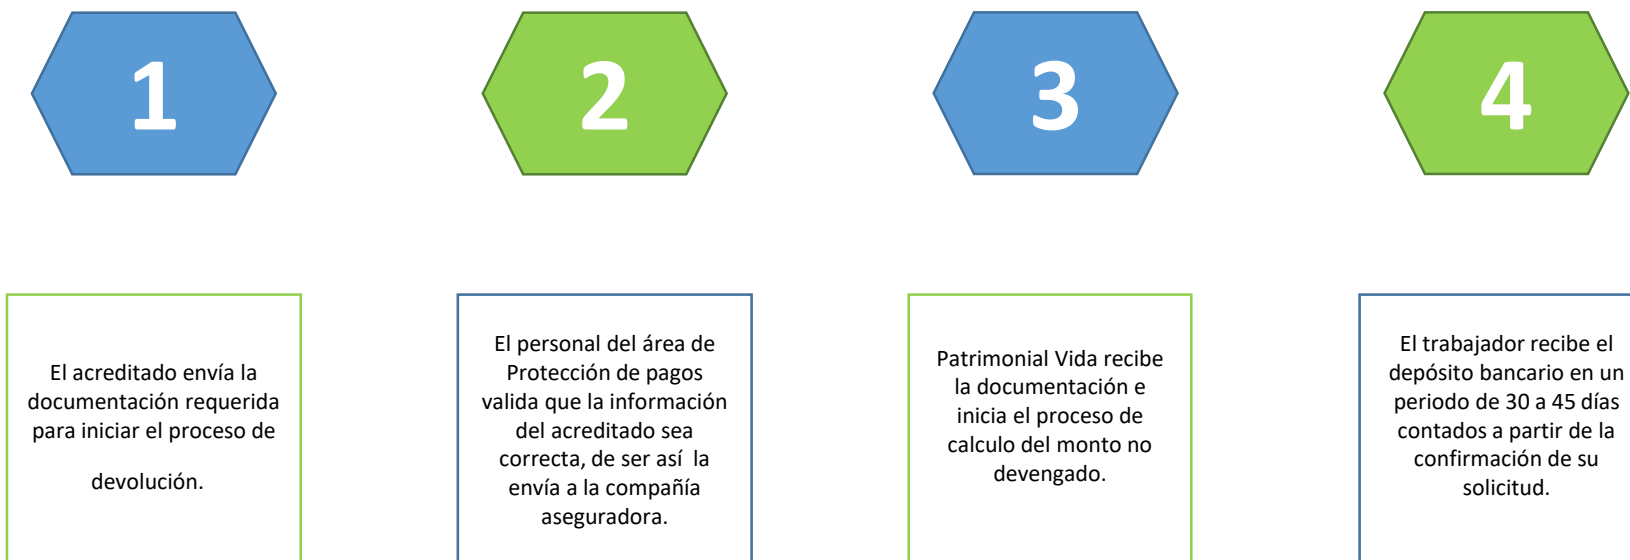 1
2
3
4
El acreditado envía la
documentación requerida
para iniciar el proceso de
devolución.
El personal del área de
Protección de pagos
valida que la información
del acreditado sea
correcta, de ser así  la
envía a la compañía
aseguradora.
Patrimonial Vida recibe
la documentación e
inicia el proceso de
calculo del monto no
devengado.
El trabajador recibe el
depósito bancario en un
periodo de 30 a 45 días
contados a partir de la
confirmación de su
solicitud.